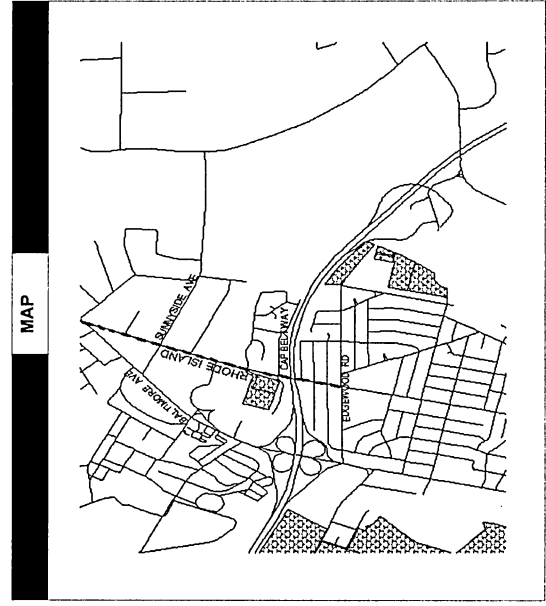 MAP
SUNNYSIDE AVE
RHODE ISLAND
BALTIMORE AVE
CAP BELTWAY
EDGEWOOD RD